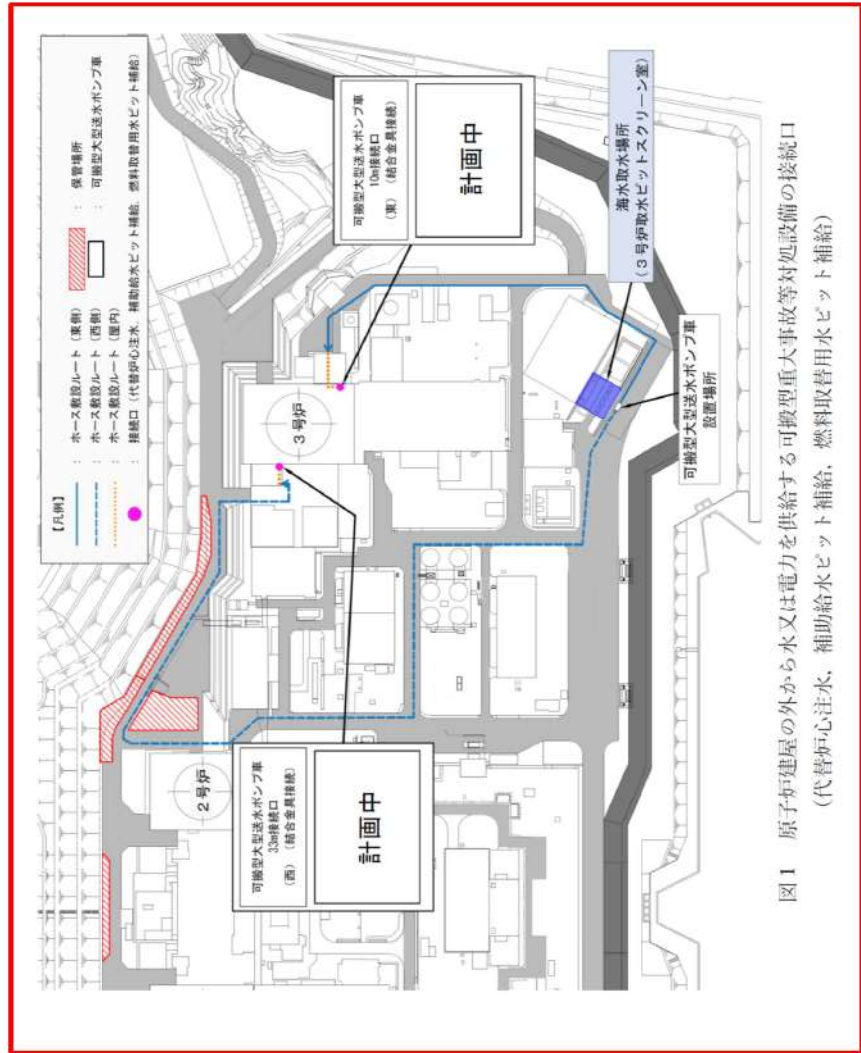 【凡例】
： ホース敷設ルート（東側）
： 保管場所
： ホース敷設ルート（西側）
： 可搬型大型送水ポンプ車
： ホース敷設ルート（屋内）
： 接続口（代替炉心注水，補助給水ピット補給，燃料取替用水ピット補給）
可搬型大型送水ポンプ車
33m接続口
（西）（結合金具接続）
計画中
可搬型大型送水ポンプ車
10m接続口
（東）（結合金具接続）
計画中
2号炉
3号炉
海水取水場所
（3号炉取水ピットスクリーン室）
可搬型大型送水ポンプ車
設置場所
図1 原子炉建屋の外から水又は電力を供給する可搬型重大事故等対処設備の接続口
（(代替炉心注水，補助給水ピット補給，燃料取替用水ピット補給）